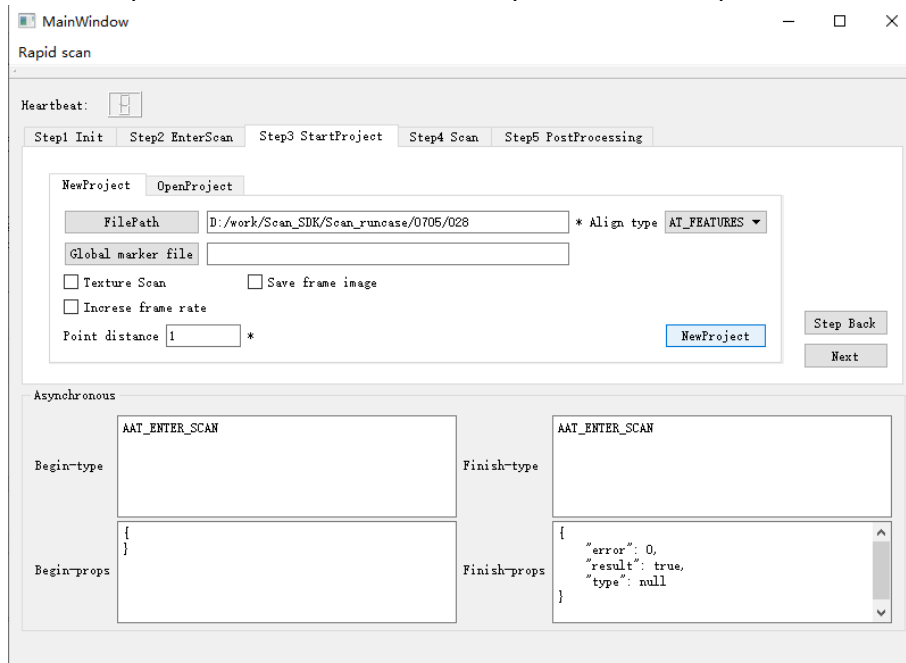 MainWindow
Rapid scan
Heartbeat:
Step1 Init Step2 EnterScan Step3 StartProject Step4 Scan Step5 PostProcessing
NewProject OpenProject
FilePath D:/work/Scan_SDK/Scan_runcase/0705/028 * Align type AT_FEATURES
Global marker file
Texture Scan Save frame image
Increse frame rate
Point distance 1 * NewProject
Step Back
Next
Asynchronous
Begin-type AAT_ENTER_SCAN Finish-type AAT_ENTER_SCAN
Begin-props
{
}
Finish-props
{
"error": 0,
"result": true,
"type": null
}